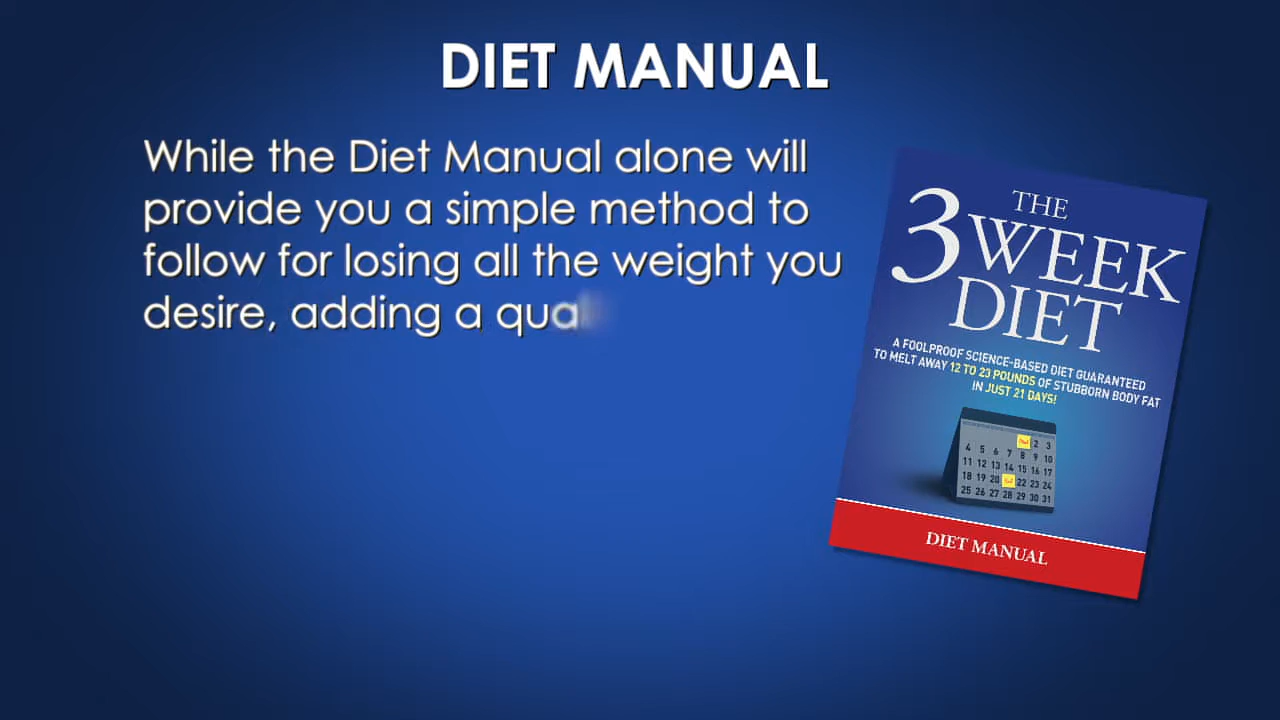 DIET MANUAL
While the Diet Manual alone will
provide you a simple method to
follow for losing all the weight you
desire, adding a
THE
3 WEEK
DIET
A FOOLPROOF SCIENCE-BASED DIET GUARANTEED
TO MELT AWAY 12 TO 23 POUNDS OF STUBBORN BODY FAT
IN JUST 21 DAYS!
2 3
4 5 6 7 8 9 10
11 12 13 14 15 16 17
18 19 20 22 23 24
25 26 27 28 29 30 31
DIET MANUAL